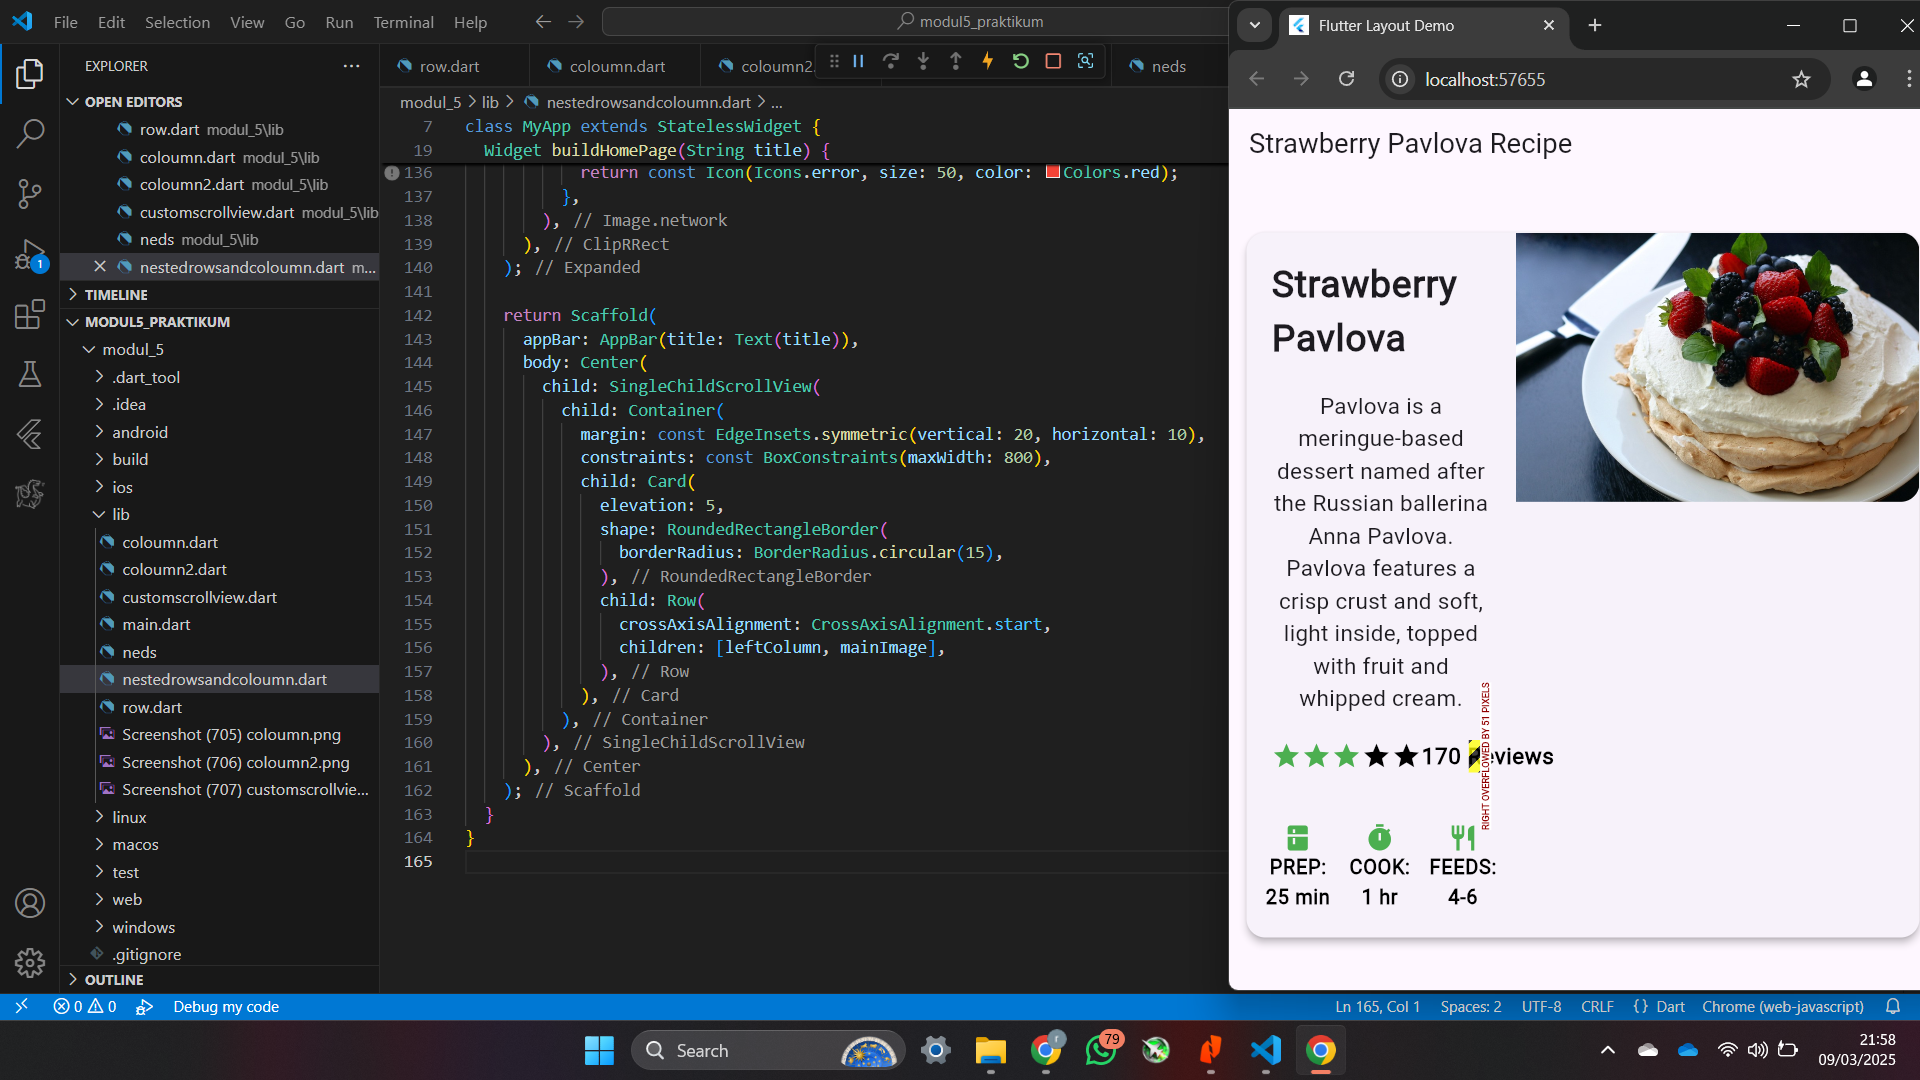 File Edit Selection View Go Run Terminal Help
modul5_praktikum
EXPLORER
OPEN EDITORS
row.dart modul_5\lib
coloumn.dart modul_5\lib
coloumn2.dart modul_5\lib
customscrollview.dart modul_5\lib
neds modul_5\lib
nestedrowsandcoloumn.dart m...
TIMELINE
MODUL5_PRAKTIKUM
modul_5
.dart_tool
.idea
android
build
ios
lib
coloumn.dart
coloumn2.dart
customscrollview.dart
main.dart
neds
nestedrowsandcoloumn.dart
row.dart
Screenshot (705) coloumn.png
Screenshot (706) coloumn2.png
Screenshot (707) customscrollvie...
linux
macos
test
web
windows
.gitignore
OUTLINE
1
row.dart
coloumn.dart
coloumn2
neds
modul_5 > lib > nestedrowsandcoloumn.dart > ...
7 class MyApp extends StatelessWidget {
19 Widget buildHomePage(String title) {
136 return const Icon(Icons.error, size: 50, color: Colors.red);
137 },
138 ), // Image.network
139 ), // ClipRRect
140 ); // Expanded
141
142 return Scaffold(
143 appBar: AppBar(title: Text(title)),
144 body: Center(
145 child: SingleChildScrollView(
146 child: Container(
147 margin: const EdgeInsets.symmetric(vertical: 20, horizontal: 10),
148 constraints: const BoxConstraints(maxWidth: 800),
149 child: Card(
150 elevation: 5,
151 shape: RoundedRectangleBorder(
152 borderRadius: BorderRadius.circular(15),
153 ), // RoundedRectangleBorder
154 child: Row(
155 crossAxisAlignment: CrossAxisAlignment.start,
156 children: [leftColumn, mainImage],
157 ), // Row
158 ), // Card
159 ), // Container
160 ), // SingleChildScrollView
161 ), // Center
162 ); // Scaffold
163 }
164 }
165
Flutter Layout Demo
localhost:57655
Strawberry Pavlova Recipe
Strawberry
Pavlova
Pavlova is a
meringue-based
dessert named after
the Russian ballerina
Anna Pavlova.
Pavlova features a
crisp crust and soft,
light inside, topped
with fruit and
whipped cream.
170 Reviews
RIGHT OVERFLOWED BY 51 PIXELS
PREP: COOK: FEEDS:
25 min 1 hr 4-6
0 0 Debug my code
Ln 165, Col 1 Spaces: 2 UTF-8 CRLF {} Dart Chrome (web-javascript)
Search
r
79
21:58
09/03/2025